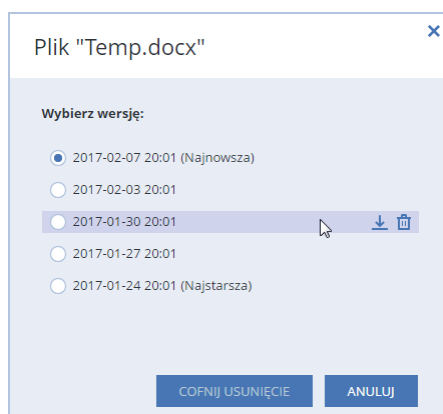 Plik "Temp.docx"
Wybierz wersję:
2017-02-07 20:01 (Najnowsza)
2017-02-03 20:01
2017-01-30 20:01
2017-01-27 20:01
2017-01-24 20:01 (Najstarsza)
COFNIJ USUNIĘCIE ANULUJ